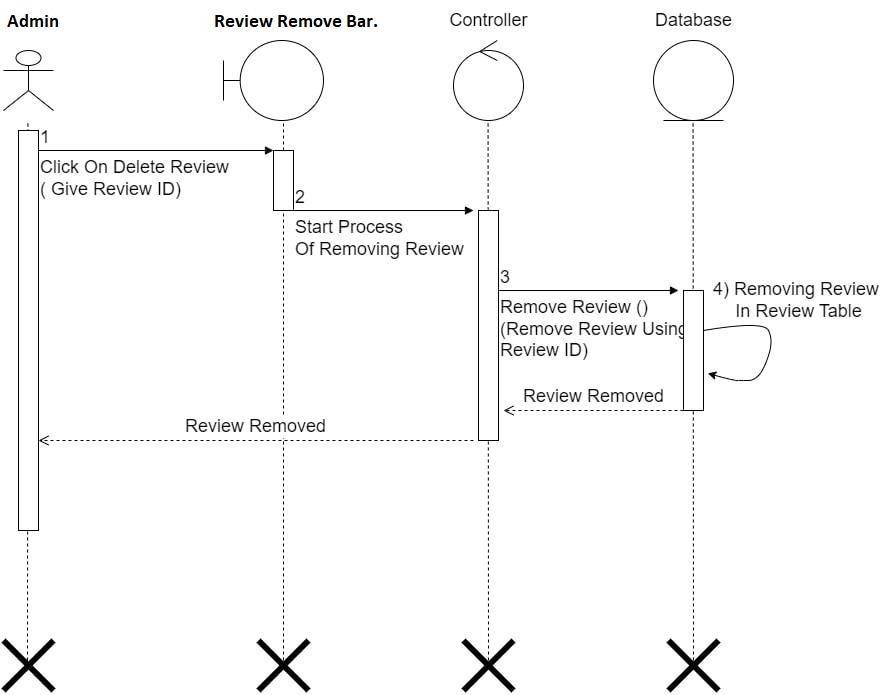 Admin
Review Remove Bar.
Controller
Database
1
Click On Delete Review
( Give Review ID)
2
Start Process
Of Removing Review
3
Remove Review ()
(Remove Review Using
Review ID)
4) Removing Review
In Review Table
Review Removed
Review Removed